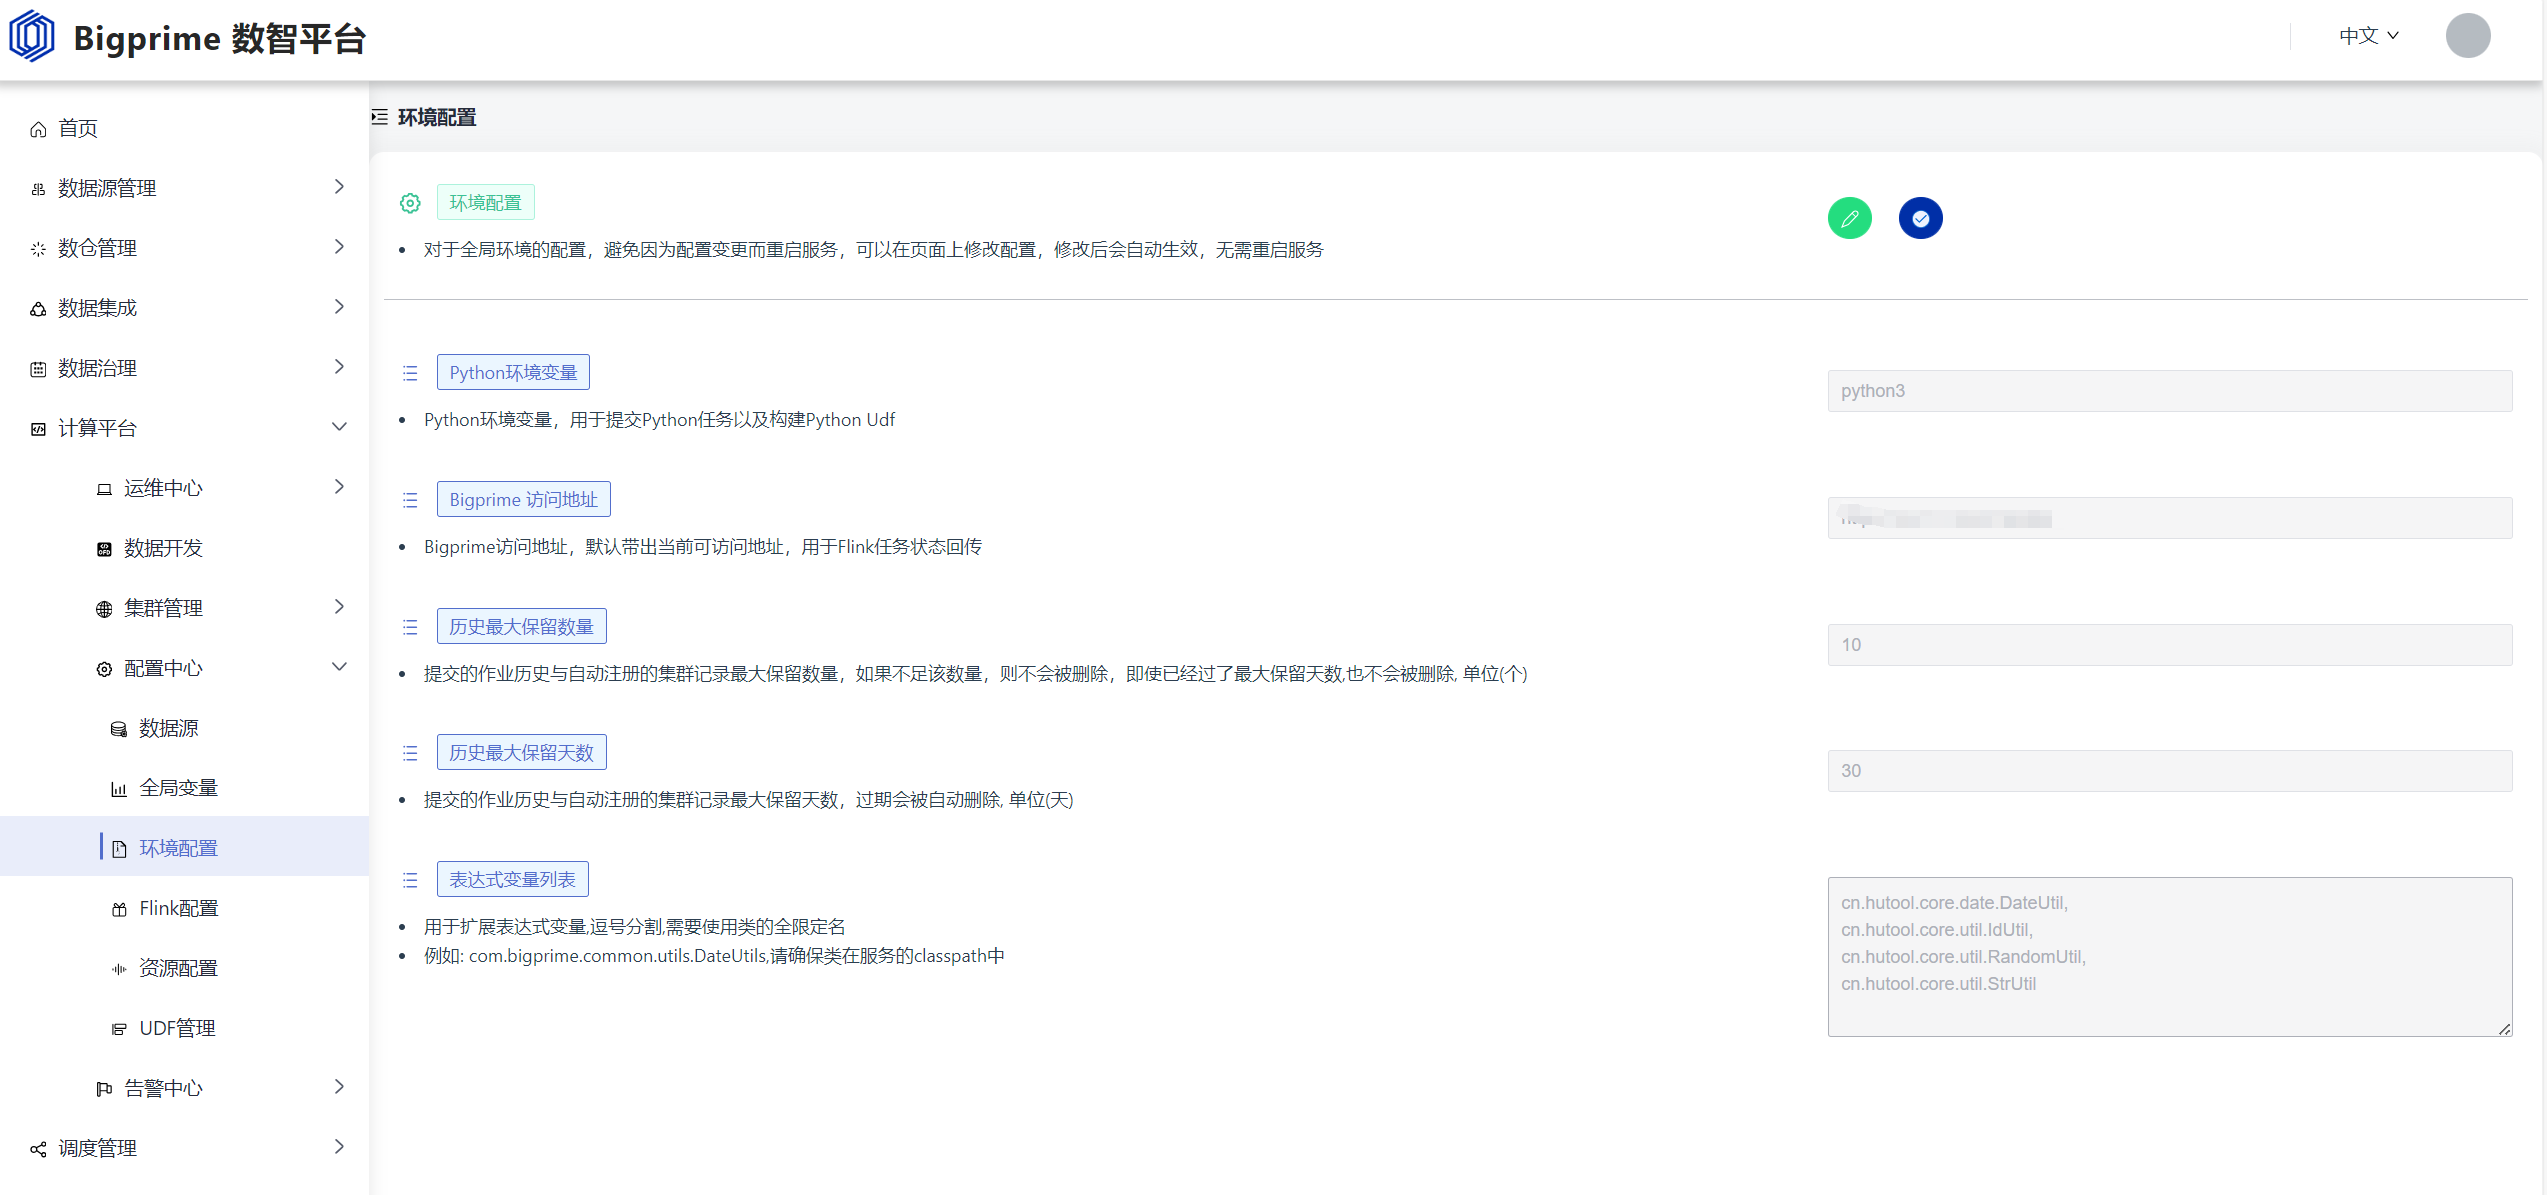 Bigprime 数智平台
中文
首页
数据源管理
数仓管理
数据集成
数据治理
计算平台
运维中心
数据开发
集群管理
配置中心
数据源
全局变量
环境配置
Flink配置
资源配置
UDF管理
告警中心
调度管理
环境配置
环境配置
对于全局环境的配置，避免因为配置变更而重启服务，可以在页面上修改配置，修改后会自动生效，无需重启服务
Python环境变量
Python环境变量，用于提交Python任务以及构建Python Udf
python3
Bigprime 访问地址
Bigprime访问地址，默认带出当前可访问地址，用于Flink任务状态回传
历史最大保留数量
提交的作业历史与自动注册的集群记录最大保留数量，如果不足该数量，则不会被删除，即使已经过了最大保留天数,也不会被删除, 单位(个)
10
历史最大保留天数
提交的作业历史与自动注册的集群记录最大保留天数，过期会被自动删除, 单位(天)
30
表达式变量列表
用于扩展表达式变量,逗号分割,需要使用类的全限定名
例如: com.bigprime.common.utils.DateUtils,请确保类在服务的classpath中
cn.hutool.core.date.DateUtil,
cn.hutool.core.util.IdUtil,
cn.hutool.core.util.RandomUtil,
cn.hutool.core.util.StrUtil